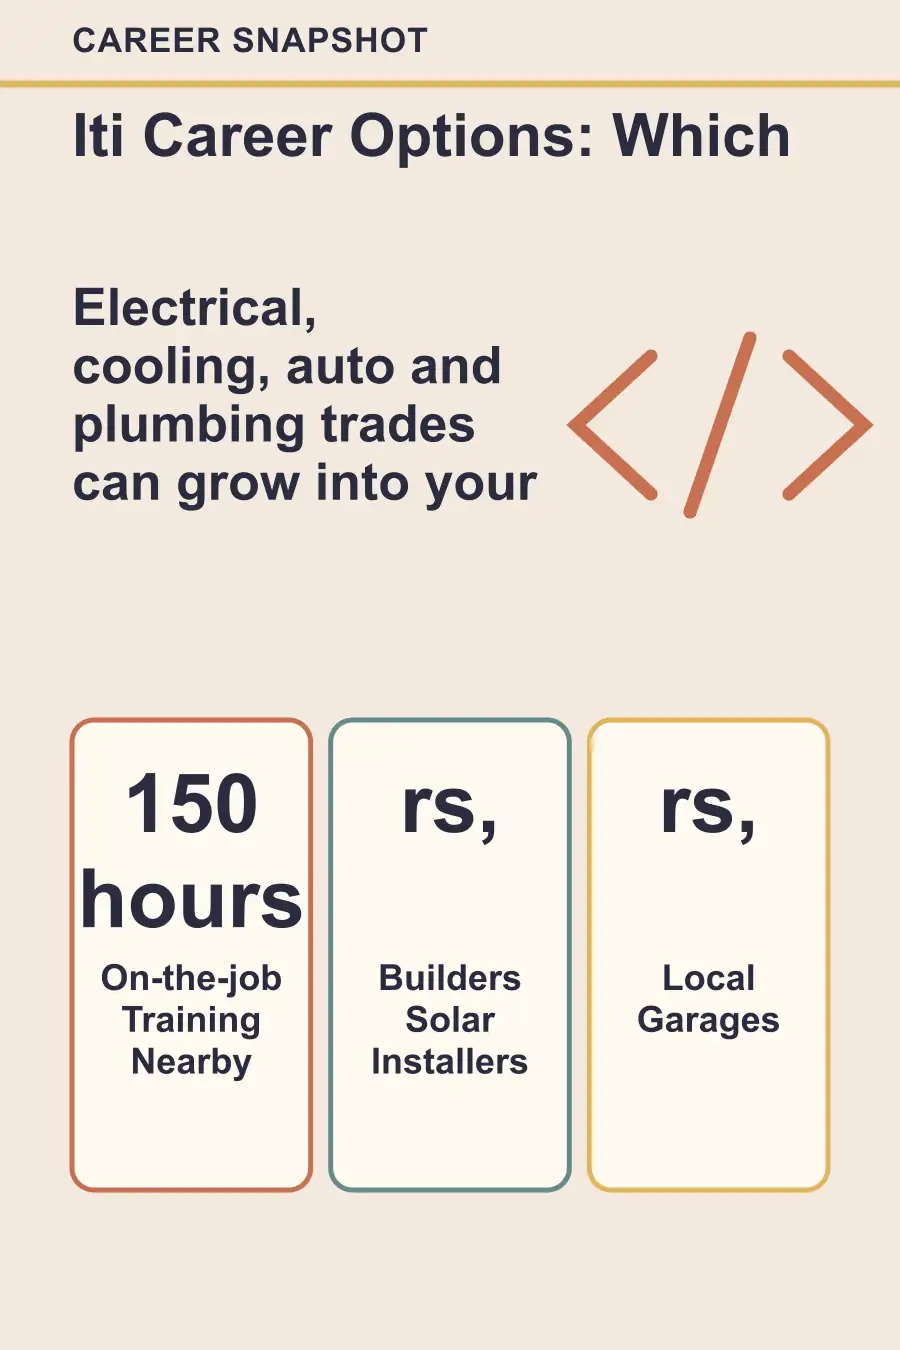 CAREER SNAPSHOT
Iti Career Options: Which
Electrical,
cooling, auto and
plumbing trades
can grow into your
150
hours
On-the-job
Training
Nearby
rs,
Builders
Solar
Installers
rs,
Local
Garages